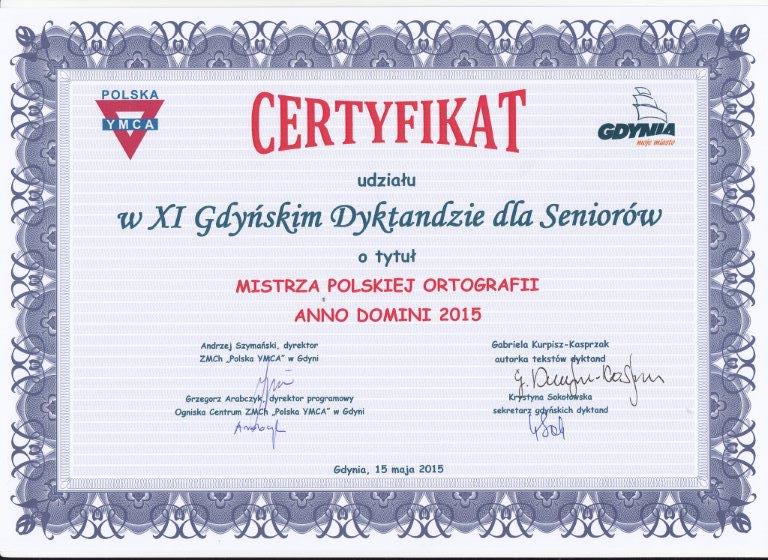 POLSKA
YMCA
CERTYFIKAT
GDYNIA
moje miasto
udziału
w XI Gdyńskim Dyktandzie dla Seniorów
o tytuł
MISTRZA POLSKIEJ ORTOGRAFII
ANNO DOMINI 2015
Andrzej Szymański, dyrektor
ZMCh „Polska YMCA" w Gdyni
Gabriela Kurpisz-Kasprzak
autorka tekstów dyktand
Grzegorz Arabczyk, dyrektor programowy
Ogniska Centrum ZMCh „Polska YMCA" w Gdyni
Krystyna Sokołowska
sekretarz gdyńskich dyktand
Gdynia, 15 maja 2015